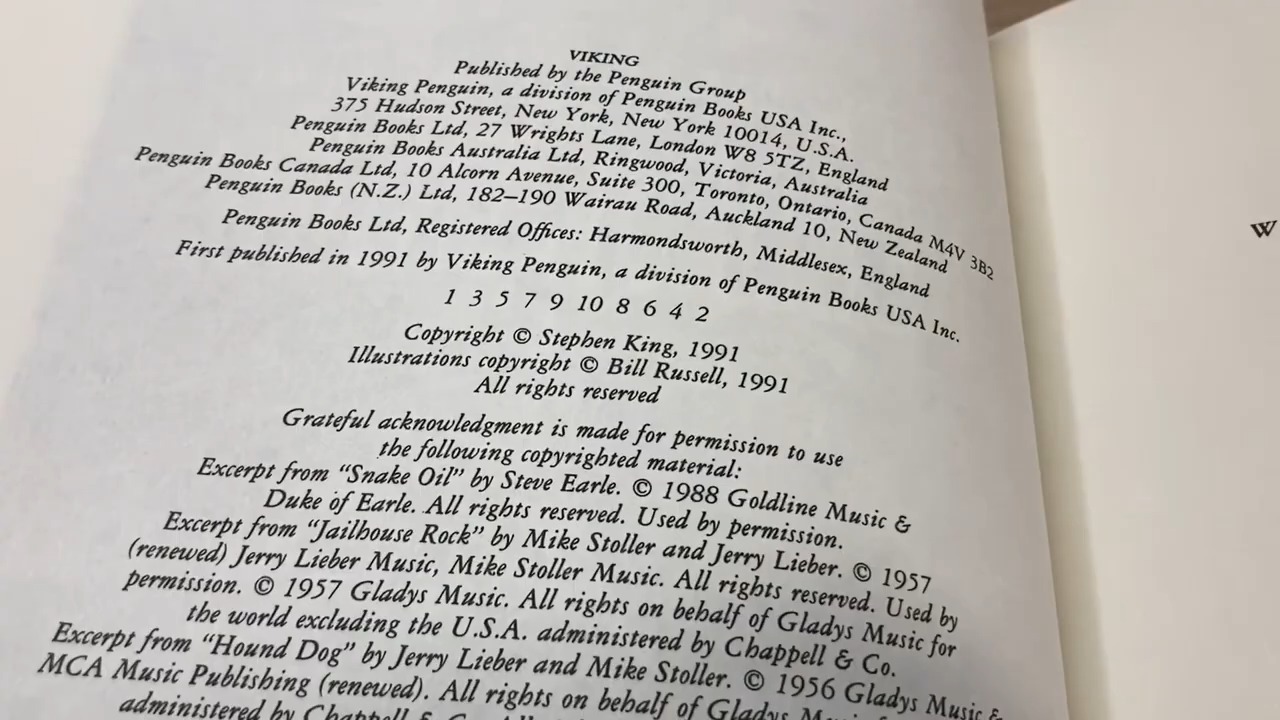 VIKING
Published by the Penguin Group
Viking Penguin, a division of Penguin Books USA Inc.,
375 Hudson Street, New York, New York 10014, U.S.A.
Penguin Books Ltd, 27 Wrights Lane, London W8 5TZ, England
Penguin Books Australia Ltd, Ringwood, Victoria, Australia
Penguin Books Canada Ltd, 10 Alcorn Avenue, Suite 300, Toronto, Ontario, Canada M4V 3B2
Penguin Books (N.Z.) Ltd, 182–190 Wairau Road, Auckland 10, New Zealand
Penguin Books Ltd, Registered Offices: Harmondsworth, Middlesex, England
First published in 1991 by Viking Penguin, a division of Penguin Books USA Inc.
1 3 5 7 9 10 8 6 4 2
Copyright © Stephen King, 1991
Illustrations copyright © Bill Russell, 1991
All rights reserved
Grateful acknowledgment is made for permission to use
the following copyrighted material:
Excerpt from “Snake Oil” by Steve Earle. © 1988 Goldline Music &
Duke of Earle. All rights reserved. Used by permission.
Excerpt from “Jailhouse Rock” by Mike Stoller and Jerry Lieber. © 1957
(renewed) Jerry Lieber Music, Mike Stoller Music. All rights reserved. Used by
permission. © 1957 Gladys Music. All rights on behalf of Gladys Music for
the world excluding the U.S.A. administered by Chappell & Co.
Excerpt from “Hound Dog” by Jerry Lieber and Mike Stoller. © 1956 Gladys Music &
MCA Music Publishing (renewed). All rights on behalf of Gladys Music
administered by Chappell &
W